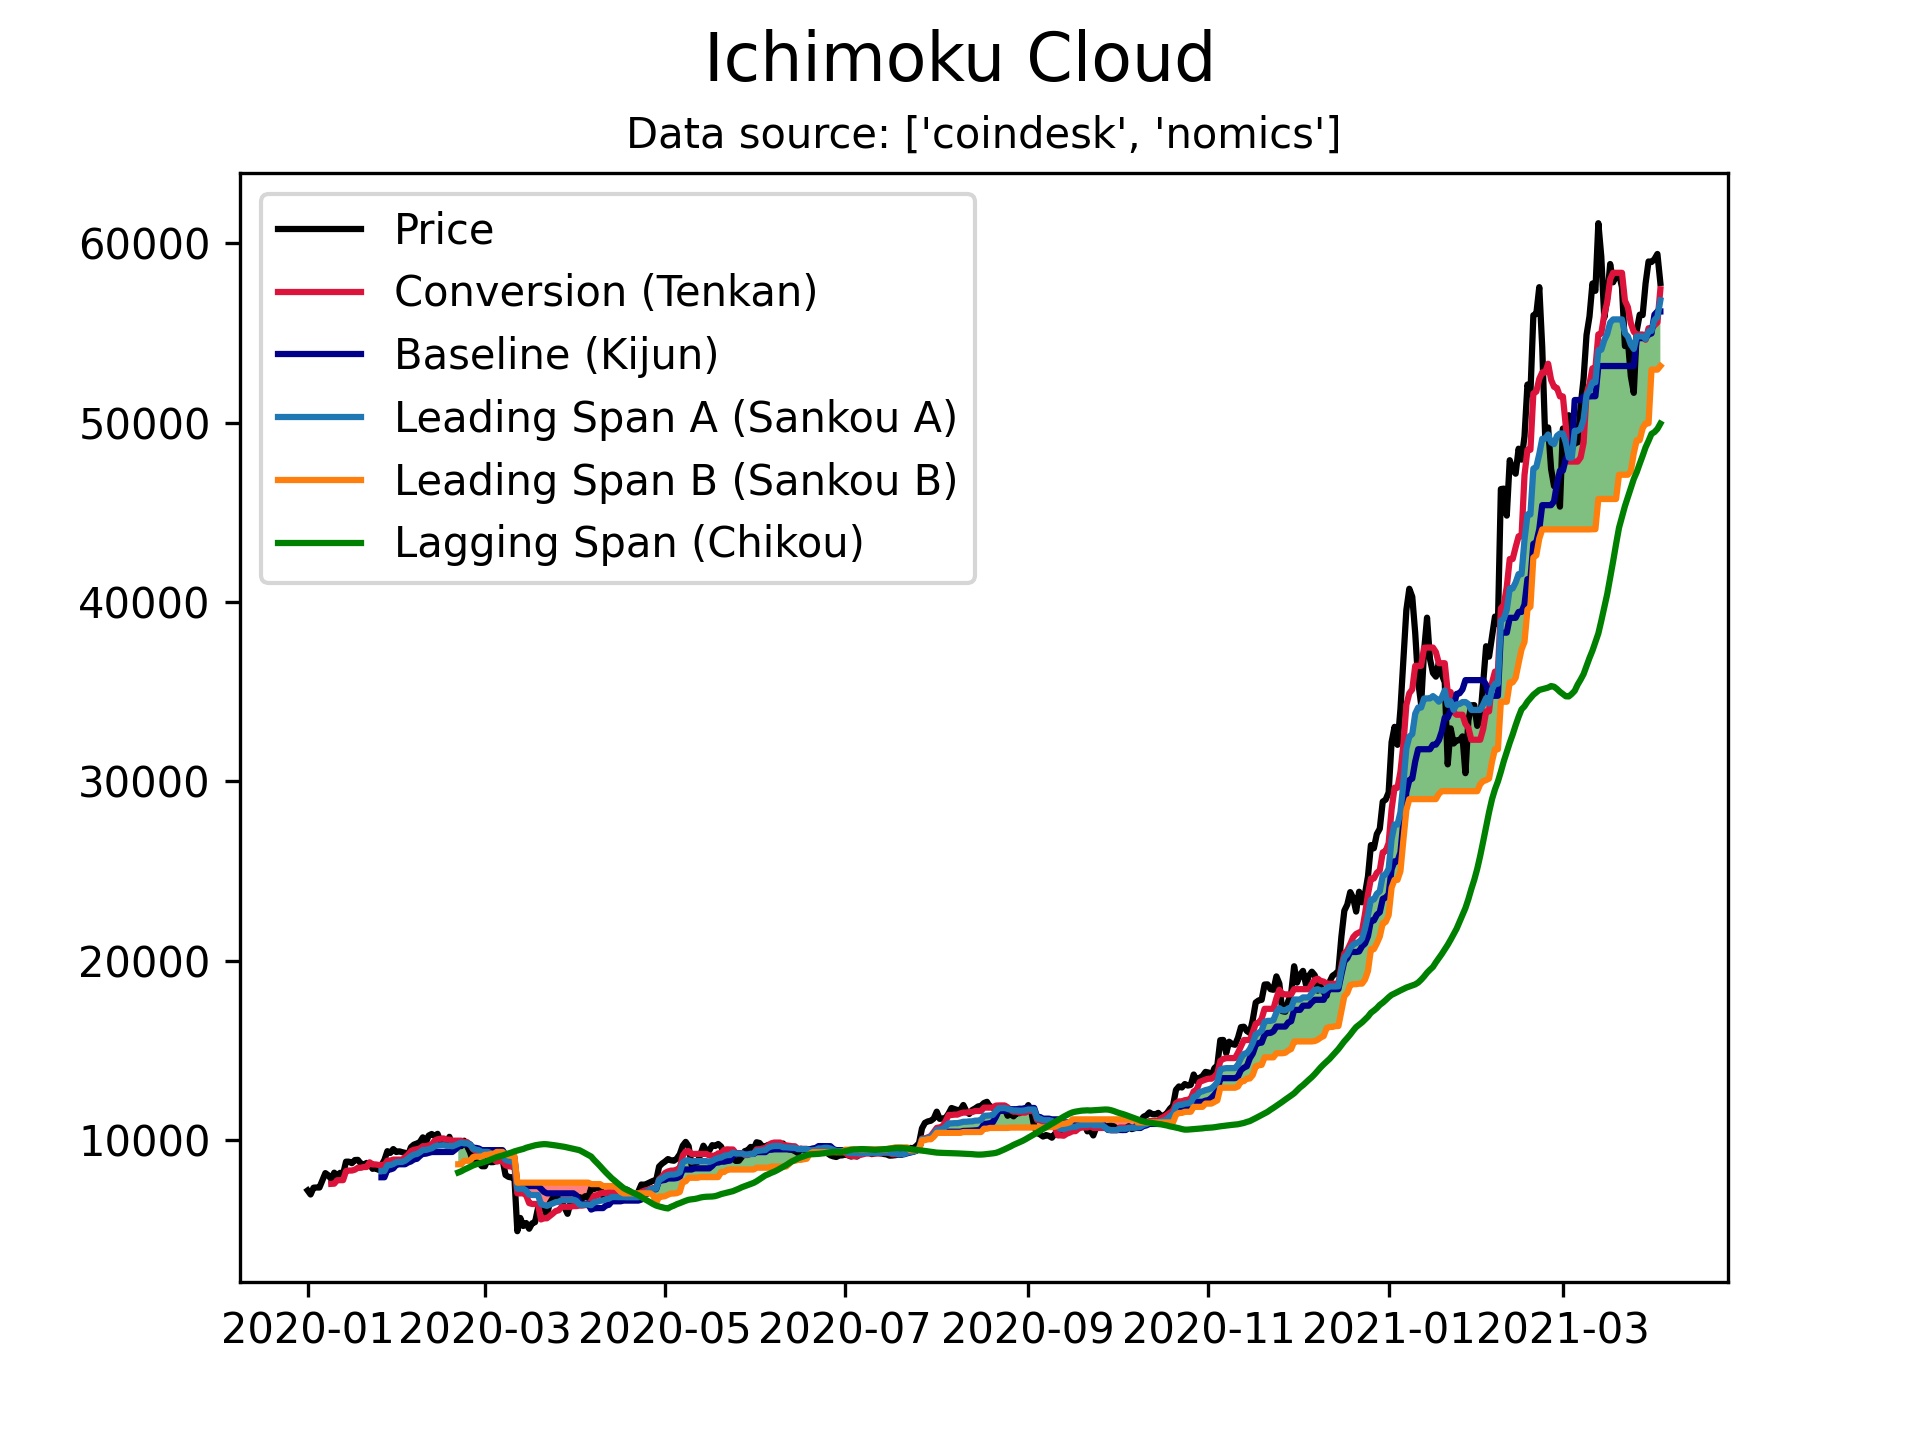 Ichimoku Cloud
Data source: ['coindesk', 'nomics']
Price
Conversion (Tenkan)
Baseline (Kijun)
Leading Span A (Sankou A)
Leading Span B (Sankou B)
Lagging Span (Chikou)
60000
50000
40000
30000
20000
10000
2020-01 2020-03 2020-05 2020-07 2020-09 2020-11 2021-01 2021-03